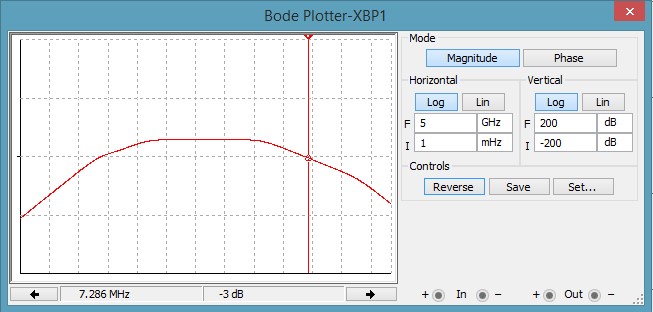 Bode Plotter-XBP1
Mode
Magnitude Phase
Horizontal Vertical
Log Lin Log Lin
F 5 GHz F 200 dB
I 1 mHz I -200 dB
Controls
Reverse Save Set...
7.286 MHz -3 dB
+ In - + Out -